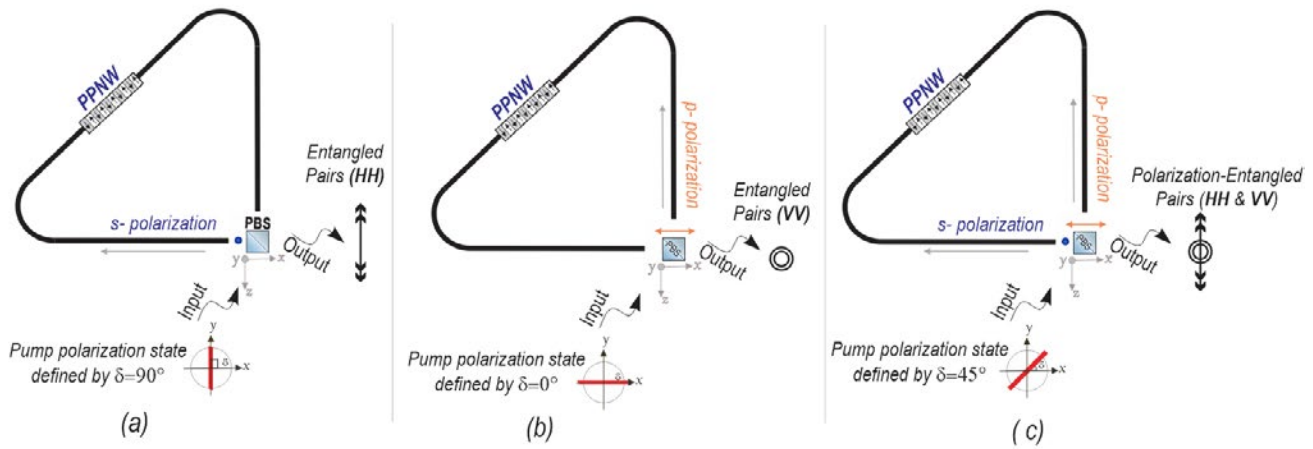 PPNW
Entangled
Pairs (HH)
s- polarization
PBS
Output
y
x
z
Input
y
Pump polarization state
defined by δ=90°
δ
x
(a)
PPNW
p- polarization
Entangled
Pairs (VV)
PBS
Output
y
x
z
Input
y
Pump polarization state
defined by δ=0°
δ
x
(b)
PPNW
p- polarization
Polarization-Entangled
Pairs (HH & VV)
s- polarization
PBS
Output
y
x
z
Input
y
Pump polarization state
defined by δ=45°
δ
x
( c)